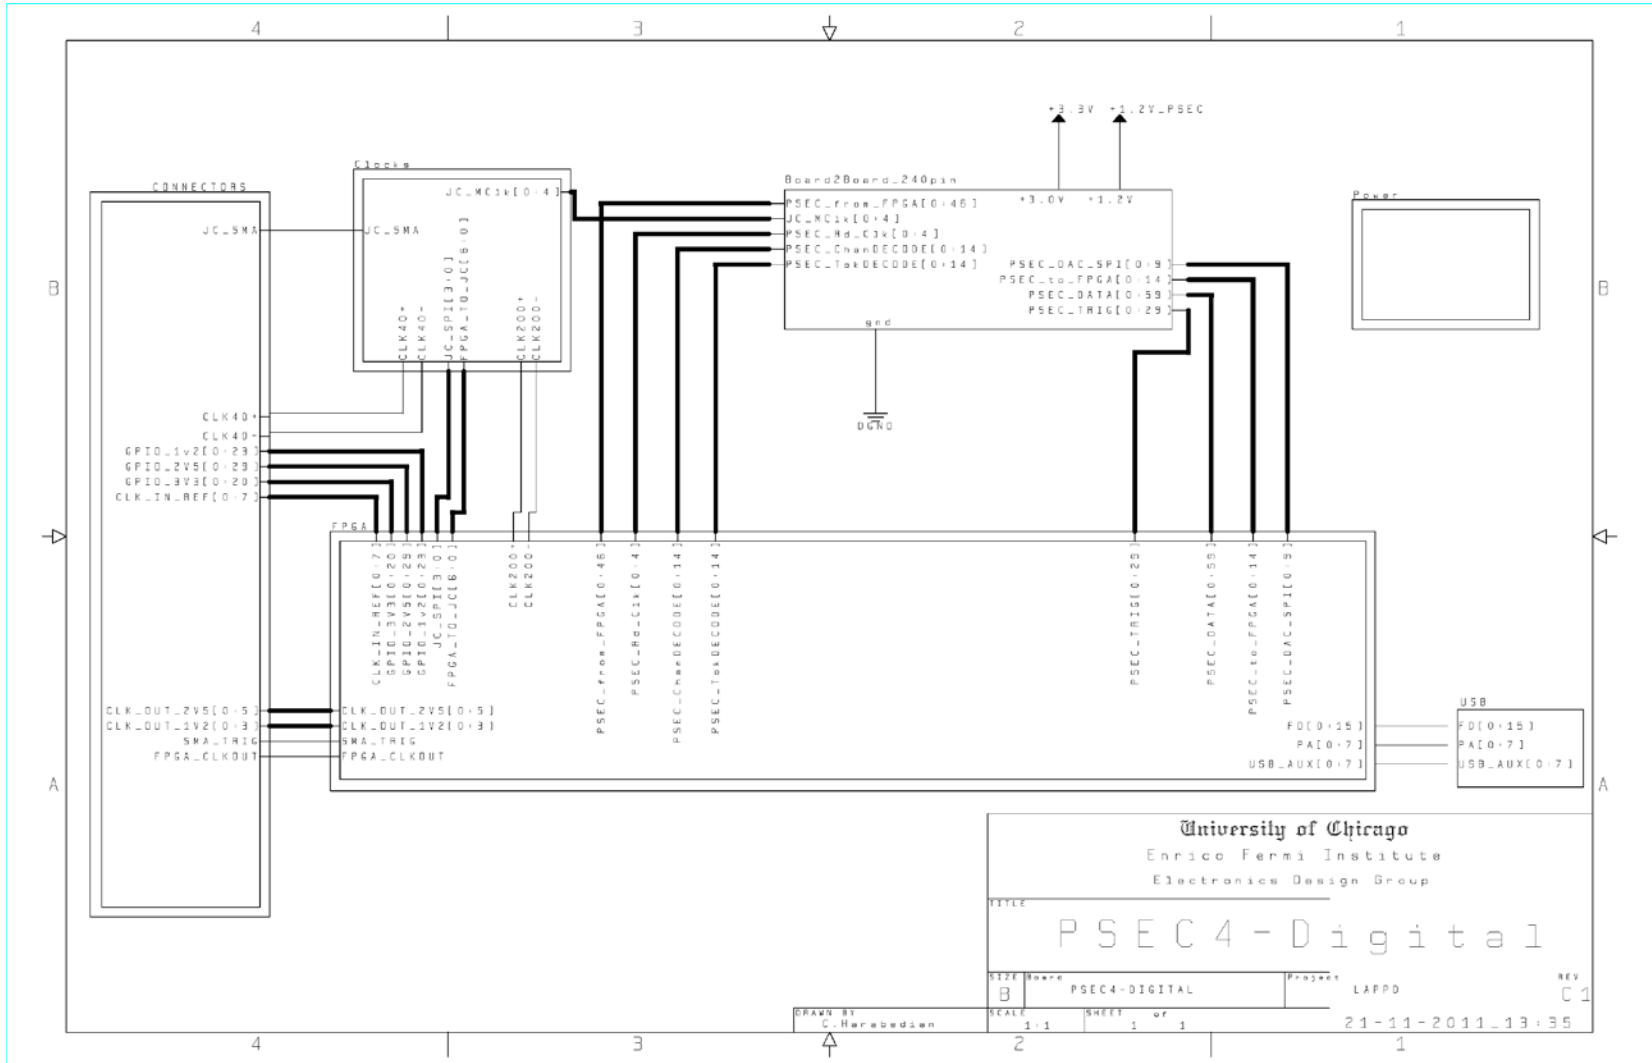 4 3 2 1
+3.3V +1.2V_PSEC
Clocks
CONNECTORS
JC_MClk[0:4]
Board2Board_240pin
Power
PSEC_from_FPGA[0:46]
+3.0V +1.2V
JC_MClk[0:4]
JC_SMA
JC_SMA
PSEC_Rd_Clk[0:4]
PSEC_ChanDECODE[0:14]
PSEC_TokDECODE[0:14]
PSEC_DAC_SPI[0:9]
PSEC_to_FPGA[0:14]
PSEC_DATA[0:59]
PSEC_TRIG[0:29]
B
B
gnd
DGND
CLK40+
CLK40-
JC_SPI[3:0]
FPGA_TO_JC[6:0]
CLK200+
CLK200-
CLK40+
CLK40-
GPIO_1v2[0:23]
GPIO_2V5[0:29]
GPIO_3V3[0:20]
CLK_IN_REF[0:7]
FPGA
CLK_IN_REF[0:7]
GPIO_3V3[0:20]
GPIO_2V5[0:29]
GPIO_1v2[0:23]
JC_SPI[3:0]
FPGA_TO_JC[6:0]
CLK200+
CLK200-
PSEC_from_FPGA[0:46]
PSEC_Rd_Clk[0:4]
PSEC_ChanDECODE[0:14]
PSEC_TokDECODE[0:14]
PSEC_TRIG[0:29]
PSEC_DATA[0:59]
PSEC_to_FPGA[0:14]
PSEC_DAC_SPI[0:9]
CLK_OUT_2V5[0:5]
CLK_OUT_1V2[0:3]
SMA_TRIG
FPGA_CLKOUT
CLK_OUT_2V5[0:5]
CLK_OUT_1V2[0:3]
SMA_TRIG
FPGA_CLKOUT
FD[0:15]
PA[0:7]
USB_AUX[0:7]
USB
FD[0:15]
PA[0:7]
USB_AUX[0:7]
A
A
University of Chicago
Enrico Fermi Institute
Electronics Design Group
TITLE
PSEC4-Digital
SIZE Board Project REV
B PSEC4-DIGITAL LAPPD C1
DRAWN BY SCALE SHEET of
C.Harabedian 1:1 1 1 21-11-2011_13:35
4 3 2 1